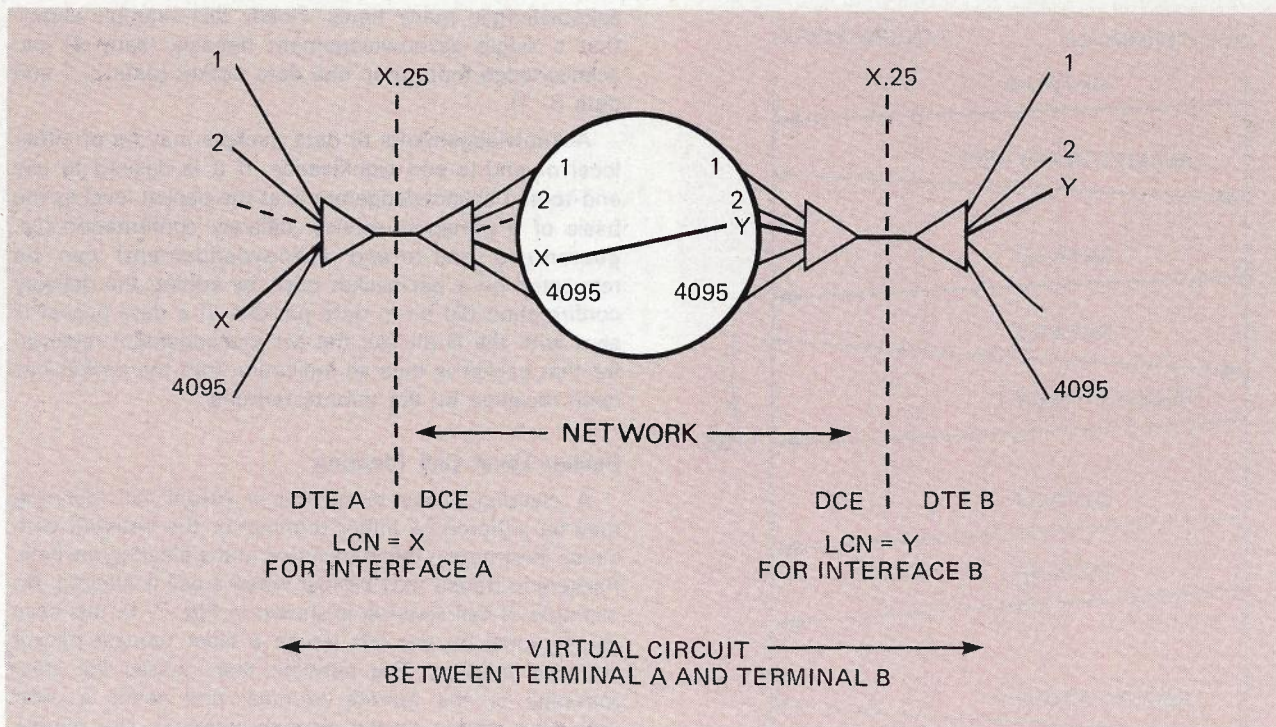 1
2
X
4095
X.25
1
2
X
4095
1
2
Y
4095
X.25
1
2
Y
4095
NETWORK
DTE A
DCE
LCN = X
FOR INTERFACE A
DCE
DTE B
LCN = Y
FOR INTERFACE B
VIRTUAL CIRCUIT
BETWEEN TERMINAL A AND TERMINAL B